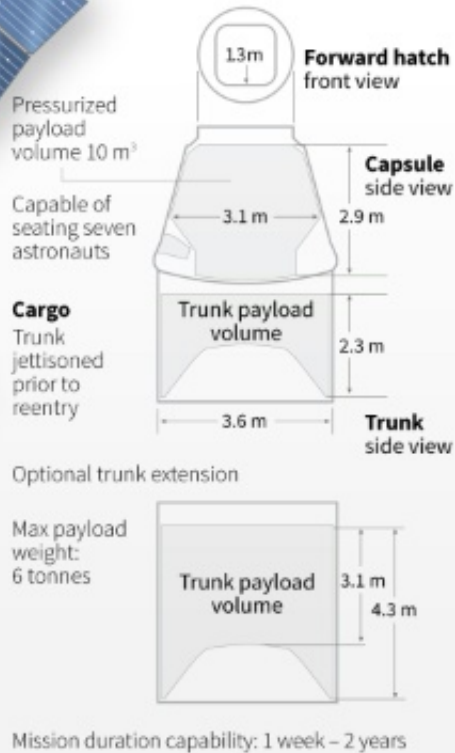 1.3m
Forward hatch
front view
Pressurized
payload
volume 10 m³
Capable of
seating seven
astronauts
Capsule
side view
3.1 m
2.9 m
Cargo
Trunk
jettisoned
prior to
reentry
Trunk payload
volume
2.3 m
3.6 m
Trunk
side view
Optional trunk extension
Max payload
weight:
6 tonnes
Trunk payload
volume
3.1 m
4.3 m
Mission duration capability: 1 week – 2 years